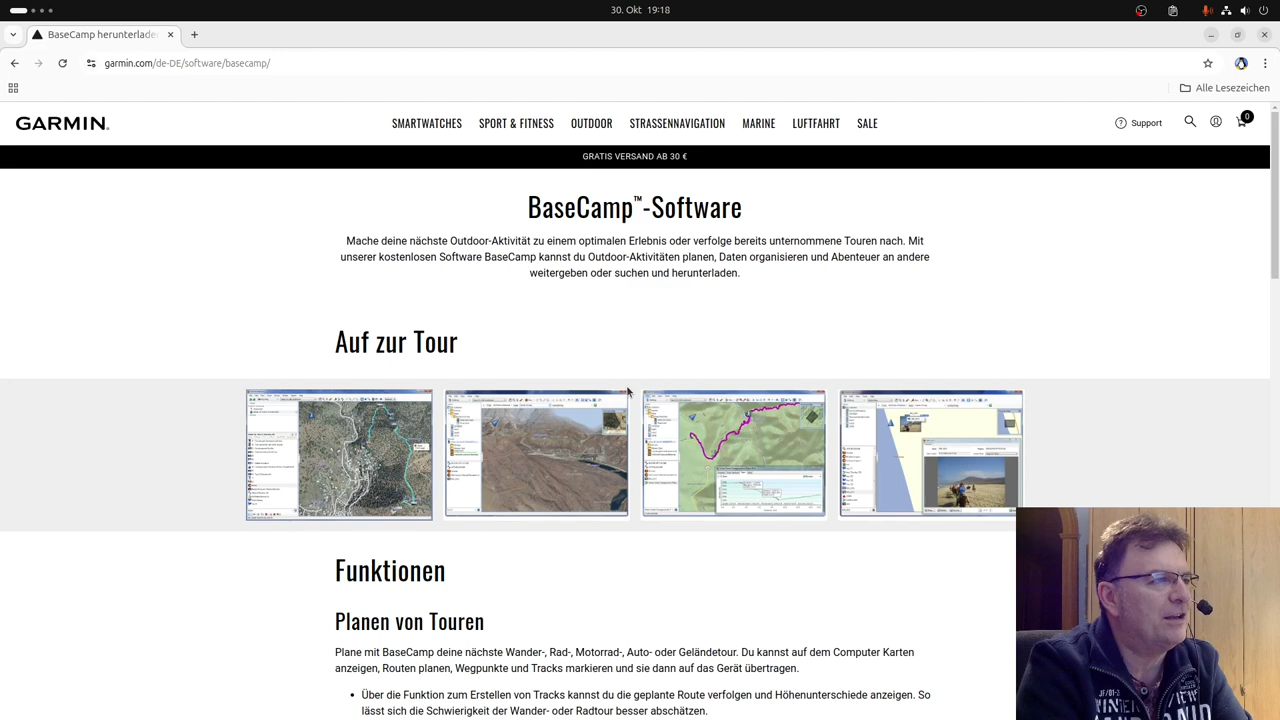 30. Okt 19:18
BaseCamp herunterlade
garmin.com/de-DE/software/basecamp/
Alle Lesezeichen
GARMIN.
SMARTWATCHES SPORT & FITNESS OUTDOOR STRASSENNAVIGATION MARINE LUFTFAHRT SALE
Support
0
GRATIS VERSAND AB 30 €
BaseCamp™-Software
Mache deine nächste Outdoor-Aktivität zu einem optimalen Erlebnis oder verfolge bereits unternommene Touren nach. Mit
unserer kostenlosen Software BaseCamp kannst du Outdoor-Aktivitäten planen, Daten organisieren und Abenteuer an andere
weitergeben oder suchen und herunterladen.
Auf zur Tour
Funktionen
Planen von Touren
Plane mit BaseCamp deine nächste Wander-, Rad-, Motorrad-, Auto- oder Geländetour. Du kannst auf dem Computer Karten
anzeigen, Routen planen, Wegpunkte und Tracks markieren und sie dann auf das Gerät übertragen.
• Über die Funktion zum Erstellen von Tracks kannst du die geplante Route verfolgen und Höhenunterschiede anzeigen. So
lässt sich die Schwierigkeit der Wander- oder Radtour besser abschätzen.
JF/01-